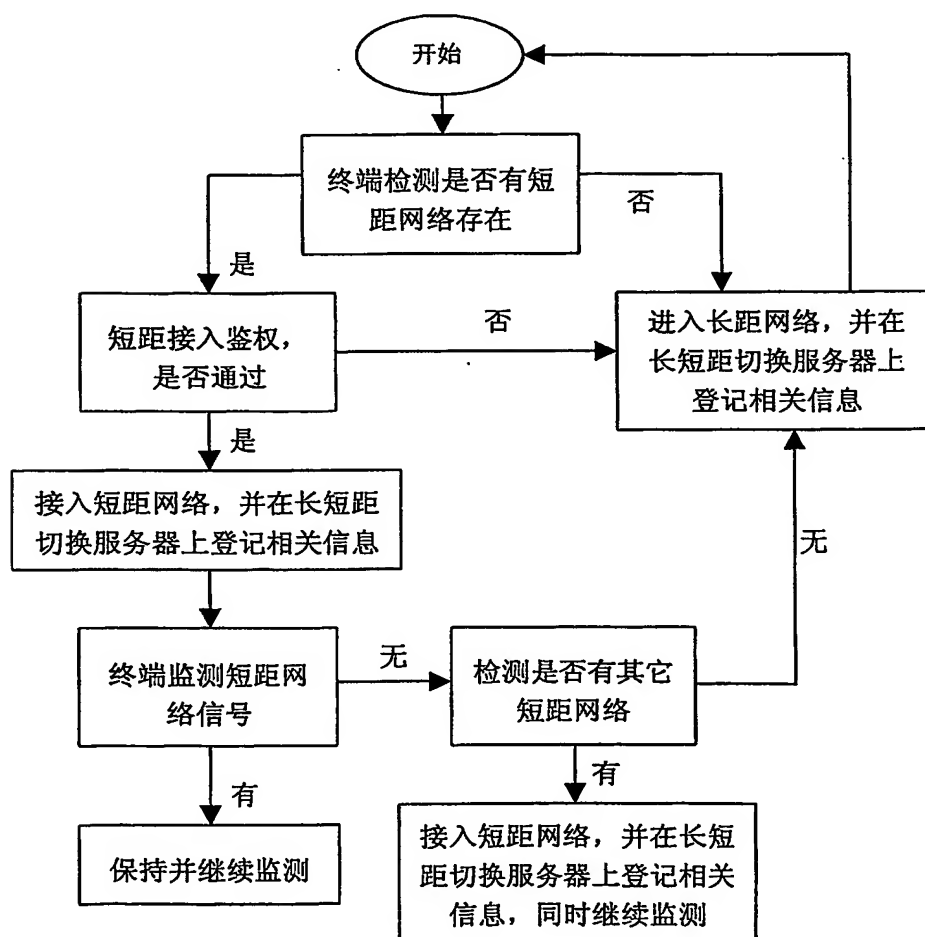 开始
终端检测是否有短
距网络存在
否
是
短距接入鉴权，
是否通过
否
进入长距网络，并在
长短距切换服务器上
登记相关信息
是
接入短距网络，并在长短距
切换服务器上登记相关信息
无
终端监测短距网
络信号
无
检测是否有其它
短距网络
有
保持并继续监测
有
接入短距网络，并在长短
距切换服务器上登记相关
信息，同时继续监测